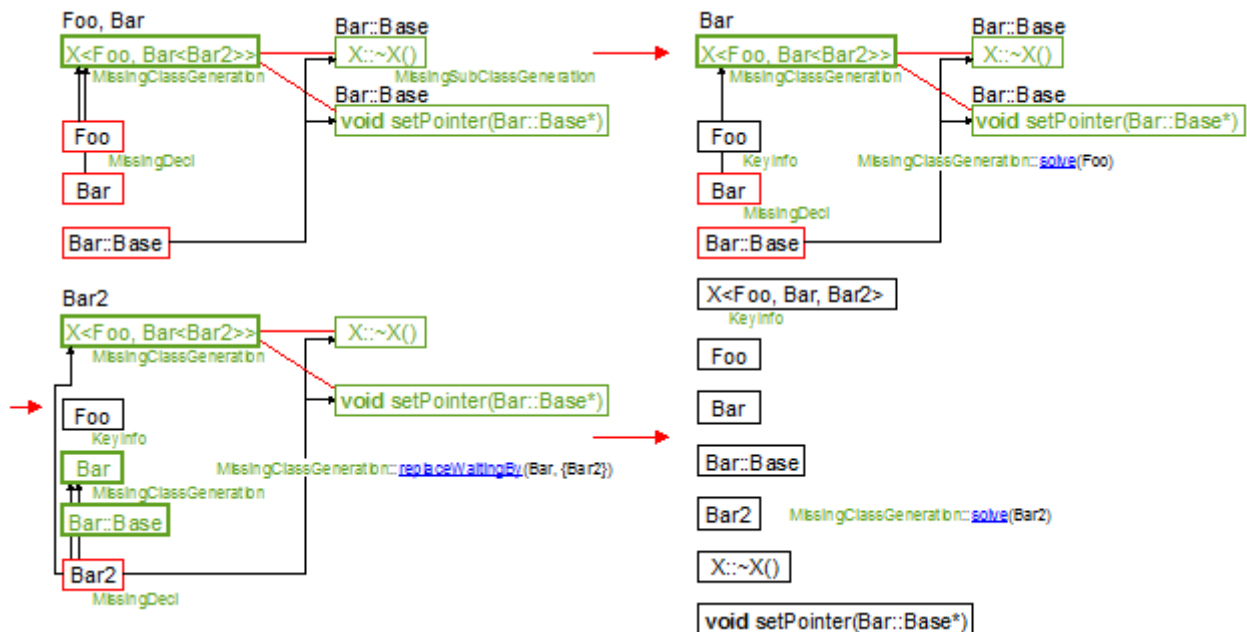 Foo, Bar
Bar::Base
X<Foo, Bar<Bar2>>
X::~X()
MissingClassGeneration
MissingSubClassGeneration
Bar::Base
void setPointer(Bar::Base*)
Foo
MissingDecl
Bar
Bar::Base
Bar
Bar::Base
X<Foo, Bar<Bar2>>
X::~X()
MissingClassGeneration
Bar::Base
void setPointer(Bar::Base*)
Foo
KeyInfo
MissingClassGeneration::solve(Foo)
Bar
MissingDecl
Bar::Base
Bar2
X<Foo, Bar<Bar2>>
X::~X()
MissingClassGeneration
void setPointer(Bar::Base*)
Foo
KeyInfo
Bar
MissingClassGeneration::replaceWaitingBy(Bar, {Bar2})
MissingClassGeneration
Bar::Base
Bar2
MissingDecl
X<Foo, Bar, Bar2>
KeyInfo
Foo
Bar
Bar::Base
Bar2
MissingClassGeneration::solve(Bar2)
X::~X()
void setPointer(Bar::Base*)